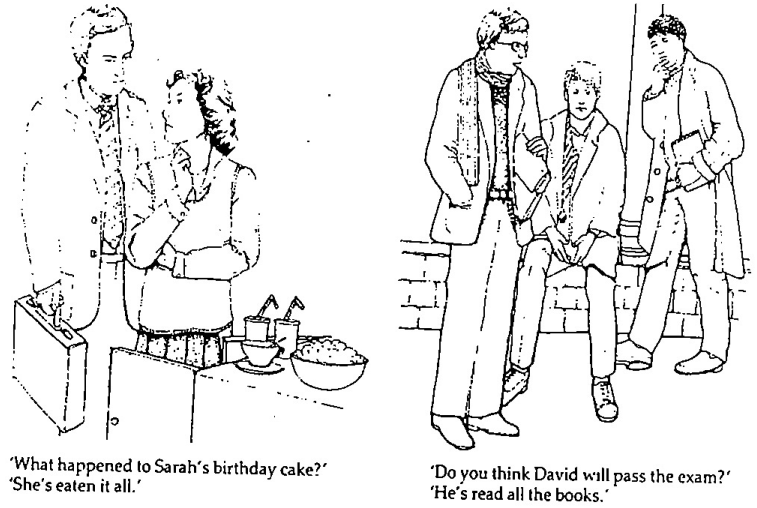 'What happened to Sarah's birthday cake?'
'She's eaten it all.'
'Do you think David will pass the exam?'
'He's read all the books.'